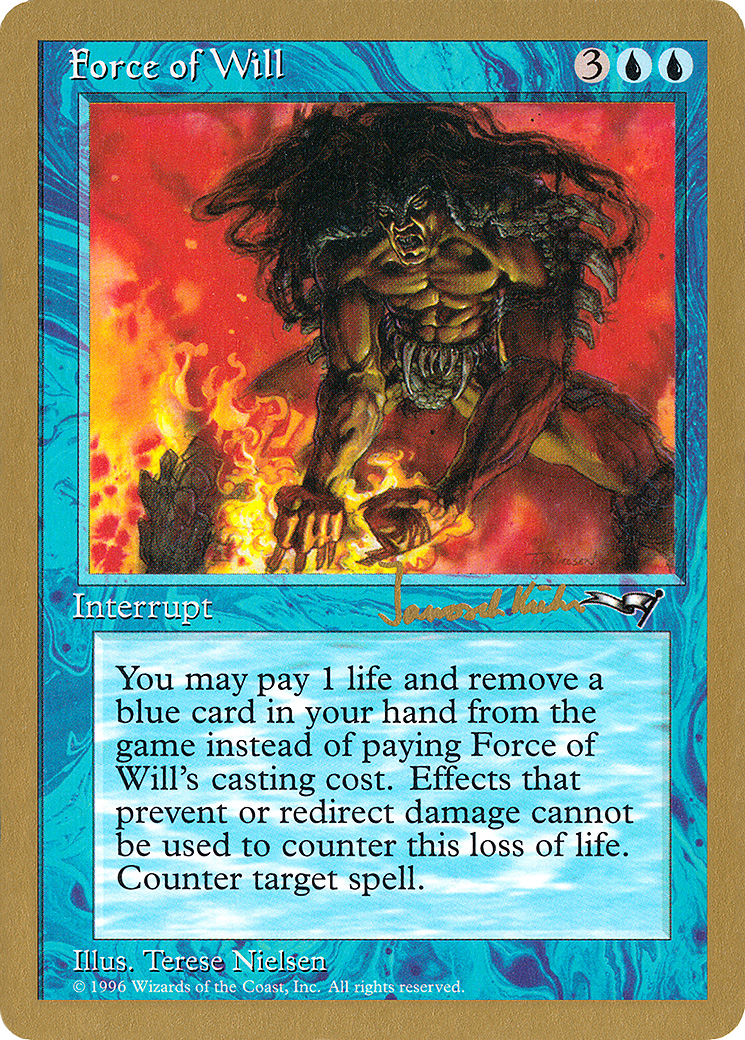 Force of Will 3
Interrupt Janosch Kühn
You may pay 1 life and remove a
blue card in your hand from the
game instead of paying Force of
Will's casting cost. Effects that
prevent or redirect damage cannot
be used to counter this loss of life.
Counter target spell.
Illus. Terese Nielsen
© 1996 Wizards of the Coast, Inc. All rights reserved.